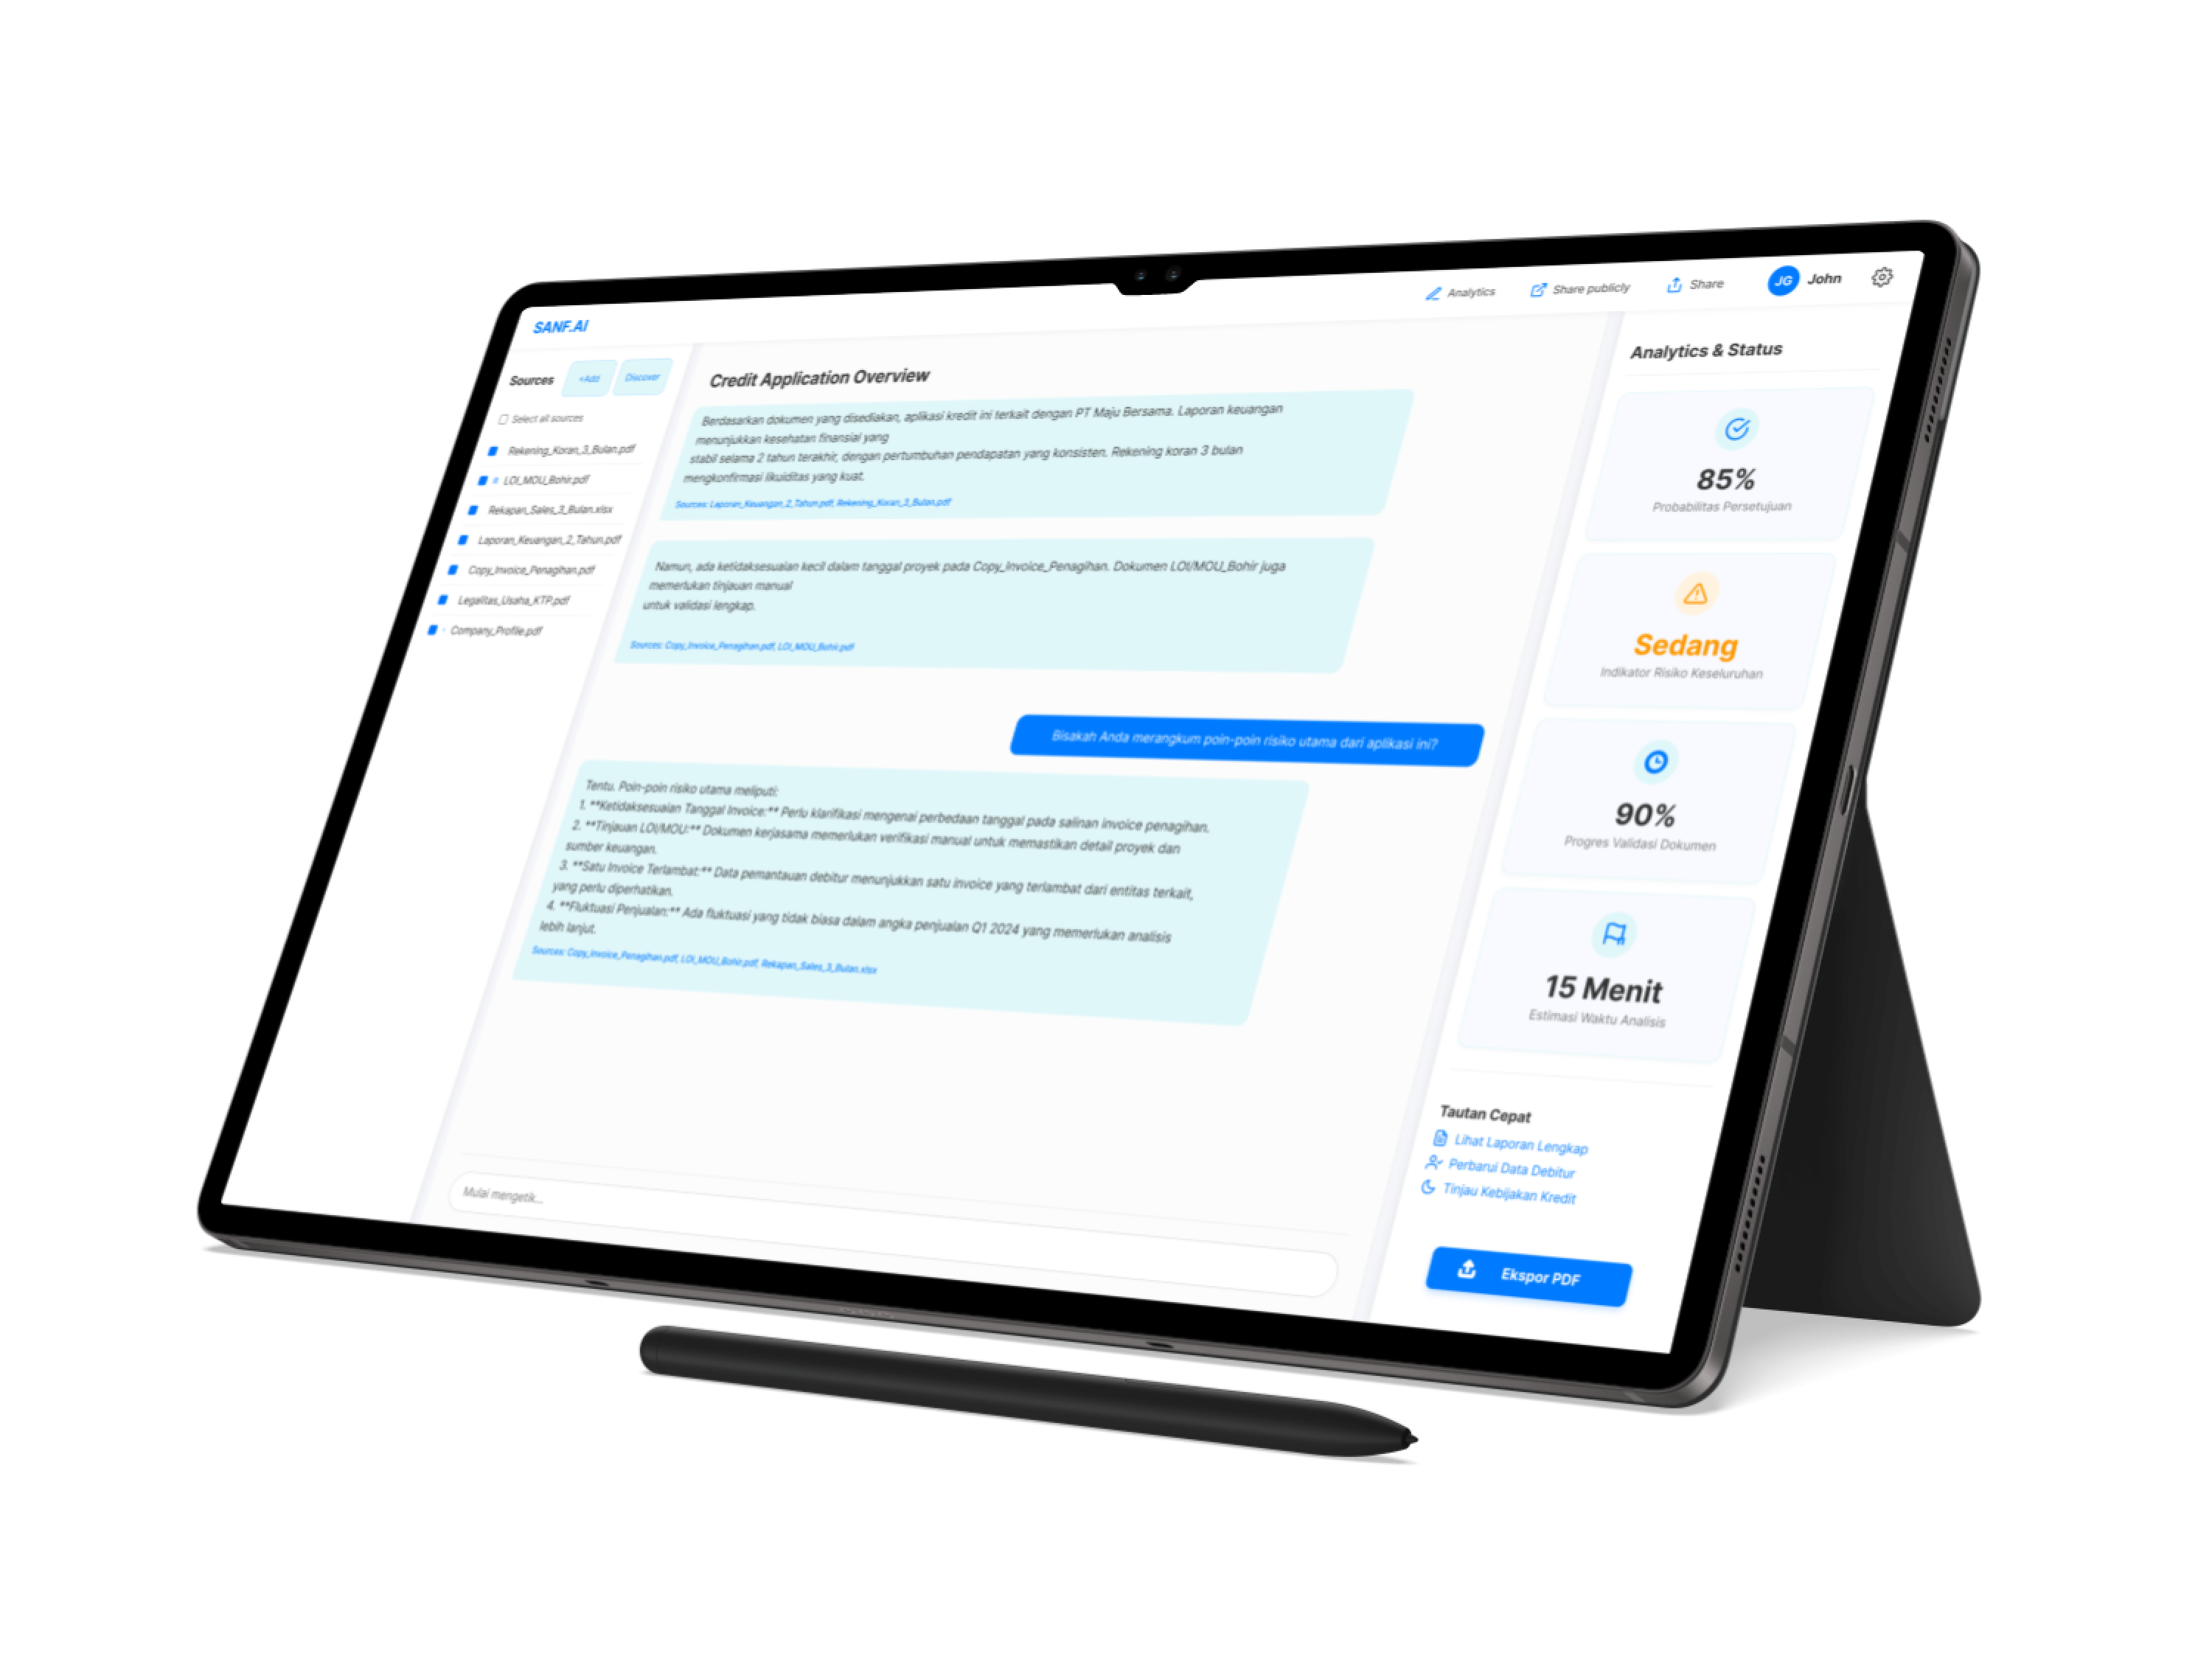 SANF.AI
Analytics
Share publicly
Share
JG
John
Sources
+Add
Discover
Select all sources
Rekening_Koran_3_Bulan.pdf
LOI_MOU_Bohir.pdf
Rekapan_Sales_3_Bulan.xlsx
Laporan_Keuangan_2_Tahun.pdf
Copy_Invoice_Penagihan.pdf
Legalitas_Usaha_KTP.pdf
Company_Profile.pdf
Credit Application Overview
Berdasarkan dokumen yang disediakan, aplikasi kredit ini terkait dengan PT Maju Bersama. Laporan keuangan
menunjukkan kesehatan finansial yang
stabil selama 2 tahun terakhir, dengan pertumbuhan pendapatan yang konsisten. Rekening koran 3 bulan
mengkonfirmasi likuiditas yang kuat.
Sources: Laporan_Keuangan_2_Tahun.pdf, Rekening_Koran_3_Bulan.pdf
Namun, ada ketidaksesuaian kecil dalam tanggal proyek pada Copy_Invoice_Penagihan. Dokumen LOI/MOU_Bohir juga
memerlukan tinjauan manual
untuk validasi lengkap.
Sources: Copy_Invoice_Penagihan.pdf, LOI_MOU_Bohir.pdf
Bisakah Anda merangkum poin-poin risiko utama dari aplikasi ini?
Tentu. Poin-poin risiko utama meliputi:
1. **Ketidaksesuaian Tanggal Invoice:** Perlu klarifikasi mengenai perbedaan tanggal pada salinan invoice penagihan.
2. **Tinjauan LOI/MOU:** Dokumen kerjasama memerlukan verifikasi manual untuk memastikan detail proyek dan
sumber keuangan.
3. **Satu Invoice Terlambat:** Data pemantauan debitur menunjukkan satu invoice yang terlambat dari entitas terkait,
yang perlu diperhatikan.
4. **Fluktuasi Penjualan:** Ada fluktuasi yang tidak biasa dalam angka penjualan Q1 2024 yang memerlukan analisis
lebih lanjut.
Sources: Copy_Invoice_Penagihan.pdf, LOI_MOU_Bohir.pdf, Rekapan_Sales_3_Bulan.xlsx
Mulai mengetik...
Analytics & Status
85%
Probabilitas Persetujuan
Sedang
Indikator Risiko Keseluruhan
90%
Progres Validasi Dokumen
15 Menit
Estimasi Waktu Analisis
Tautan Cepat
Lihat Laporan Lengkap
Perbarui Data Debitur
Tinjau Kebijakan Kredit
Ekspor PDF